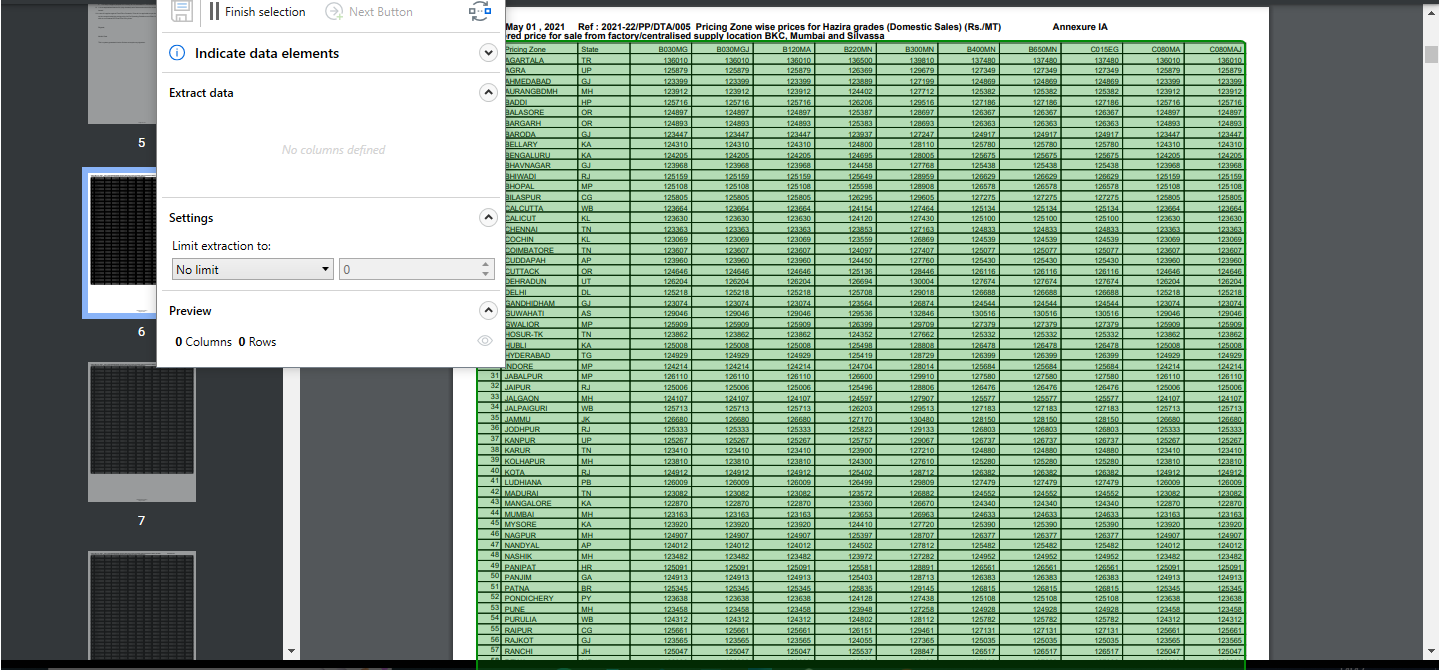 Finish selection
Next Button
Indicate data elements
Extract data
No columns defined
Settings
Limit extraction to:
No limit
0
Preview
0 Columns 0 Rows
5
6
7
May 01 , 2021 Ref : 2021-22/PP/DTA/005 Pricing Zone wise prices for Hazira grades (Domestic Sales) (Rs./MT) Annexure IA
red price for sale from factory/centralised supply location BKC, Mumbai and Silvassa
Pricing Zone State B030MG B030MGJ B120MA B220MN B300MN B400MN B650MN C015EG C080MA C080MAJ
AGARTALA TR 136010 136010 136010 136500 139810 137480 137480 137480 136010 136010
AGRA UP 125879 125879 125879 126369 129679 127349 127349 127349 125879 125879
AHMEDABAD GJ 123399 123399 123399 123889 127199 124869 124869 124869 123399 123399
AURANGBDMH MH 123912 123912 123912 124402 127712 125382 125382 125382 123912 123912
BADDI HP 125716 125716 125716 126206 129516 127186 127186 127186 125716 125716
BALASORE OR 124897 124897 124897 125387 128697 126367 126367 126367 124897 124897
BARGARH OR 124893 124893 124893 125383 128693 126363 126363 126363 124893 124893
BARODA GJ 123447 123447 123447 123937 127247 124917 124917 124917 123447 123447
BELLARY KA 124310 124310 124310 124800 128110 125780 125780 125780 124310 124310
BENGALURU KA 124205 124205 124205 124695 128005 125675 125675 125675 124205 124205
BHAVNAGAR GJ 123968 123968 123968 124458 127768 125438 125438 125438 123968 123968
BHIWADI RJ 125159 125159 125159 125649 128959 126629 126629 126629 125159 125159
BHOPAL MP 125108 125108 125108 125598 128908 126578 126578 126578 125108 125108
BILASPUR CG 125805 125805 125805 126295 129605 127275 127275 127275 125805 125805
CALCUTTA WB 123664 123664 123664 124154 127464 125134 125134 125134 123664 123664
CALICUT KL 123630 123630 123630 124120 127430 125100 125100 125100 123630 123630
CHENNAI TN 123363 123363 123363 123853 127163 124833 124833 124833 123363 123363
COCHIN KL 123069 123069 123069 123559 126869 124539 124539 124539 123069 123069
COIMBATORE TN 123607 123607 123607 124097 127407 125077 125077 125077 123607 123607
CUDDAPAH AP 123960 123960 123960 124450 127760 125430 125430 125430 123960 123960
CUTTACK OR 124646 124646 124646 125136 128446 126116 126116 126116 124646 124646
DEHRADUN UT 126204 126204 126204 126694 130004 127674 127674 127674 126204 126204
DELHI DL 125218 125218 125218 125708 129018 126688 126688 126688 125218 125218
GANDHIDHAM GJ 123074 123074 123074 123564 126874 124544 124544 124544 123074 123074
GUWAHATI AS 129046 129046 129046 129536 132846 130516 130516 130516 129046 129046
GWALIOR MP 125909 125909 125909 126399 129709 127379 127379 127379 125909 125909
HOSUR-TK TN 123862 123862 123862 124352 127662 125332 125332 125332 123862 123862
HUBLI KA 125008 125008 125008 125498 128808 126478 126478 126478 125008 125008
HYDERABAD TG 124929 124929 124929 125419 128729 126399 126399 126399 124929 124929
INDORE MP 124214 124214 124214 124704 128014 125684 125684 125684 124214 124214
31 JABALPUR MP 126110 126110 126110 126600 129910 127580 127580 127580 126110 126110
32 JAIPUR RJ 125006 125006 125006 125496 128806 126476 126476 126476 125006 125006
33 JALGAON MH 124107 124107 124107 124597 127907 125577 125577 125577 124107 124107
34 JALPAIGURI WB 125713 125713 125713 126203 129513 127183 127183 127183 125713 125713
35 JAMMU JK 126680 126680 126680 127170 130480 128150 128150 128150 126680 126680
36 JODHPUR RJ 125333 125333 125333 125823 129133 126803 126803 126803 125333 125333
37 KANPUR UP 125267 125267 125267 125757 129067 126737 126737 126737 125267 125267
38 KARUR TN 123410 123410 123410 123900 127210 124880 124880 124880 123410 123410
39 KOLHAPUR MH 123810 123810 123810 124300 127610 125280 125280 125280 123810 123810
40 KOTA RJ 124912 124912 124912 125402 128712 126382 126382 126382 124912 124912
41 LUDHIANA PB 126009 126009 126009 126499 129809 127479 127479 127479 126009 126009
42 MADURAI TN 123082 123082 123082 123572 126882 124552 124552 124552 123082 123082
43 MANGALORE KA 122870 122870 122870 123360 126670 124340 124340 124340 122870 122870
44 MUMBAI MH 123163 123163 123163 123653 126963 124633 124633 124633 123163 123163
45 MYSORE KA 123920 123920 123920 124410 127720 125390 125390 125390 123920 123920
46 NAGPUR MH 124907 124907 124907 125397 128707 126377 126377 126377 124907 124907
47 NANDYAL AP 124012 124012 124012 124502 127812 125482 125482 125482 124012 124012
48 NASHIK MH 123482 123482 123482 123972 127282 124952 124952 124952 123482 123482
49 PANIPAT HR 125091 125091 125091 125581 128891 126561 126561 126561 125091 125091
50 PANJIM GA 124913 124913 124913 125403 128713 126383 126383 126383 124913 124913
51 PATNA BR 125345 125345 125345 125835 129145 126815 126815 126815 125345 125345
52 PONDICHERY PY 123638 123638 123638 124128 127438 125108 125108 125108 123638 123638
53 PUNE MH 123458 123458 123458 123948 127258 124928 124928 124928 123458 123458
54 PURULIA WB 124312 124312 124312 124802 128112 125782 125782 125782 124312 124312
55 RAIPUR CG 125661 125661 125661 126151 129461 127131 127131 127131 125661 125661
56 RAJKOT GJ 123565 123565 123565 124055 127365 125035 125035 125035 123565 123565
57 RANCHI JH 125047 125047 125047 125537 128847 126517 126517 126517 125047 125047